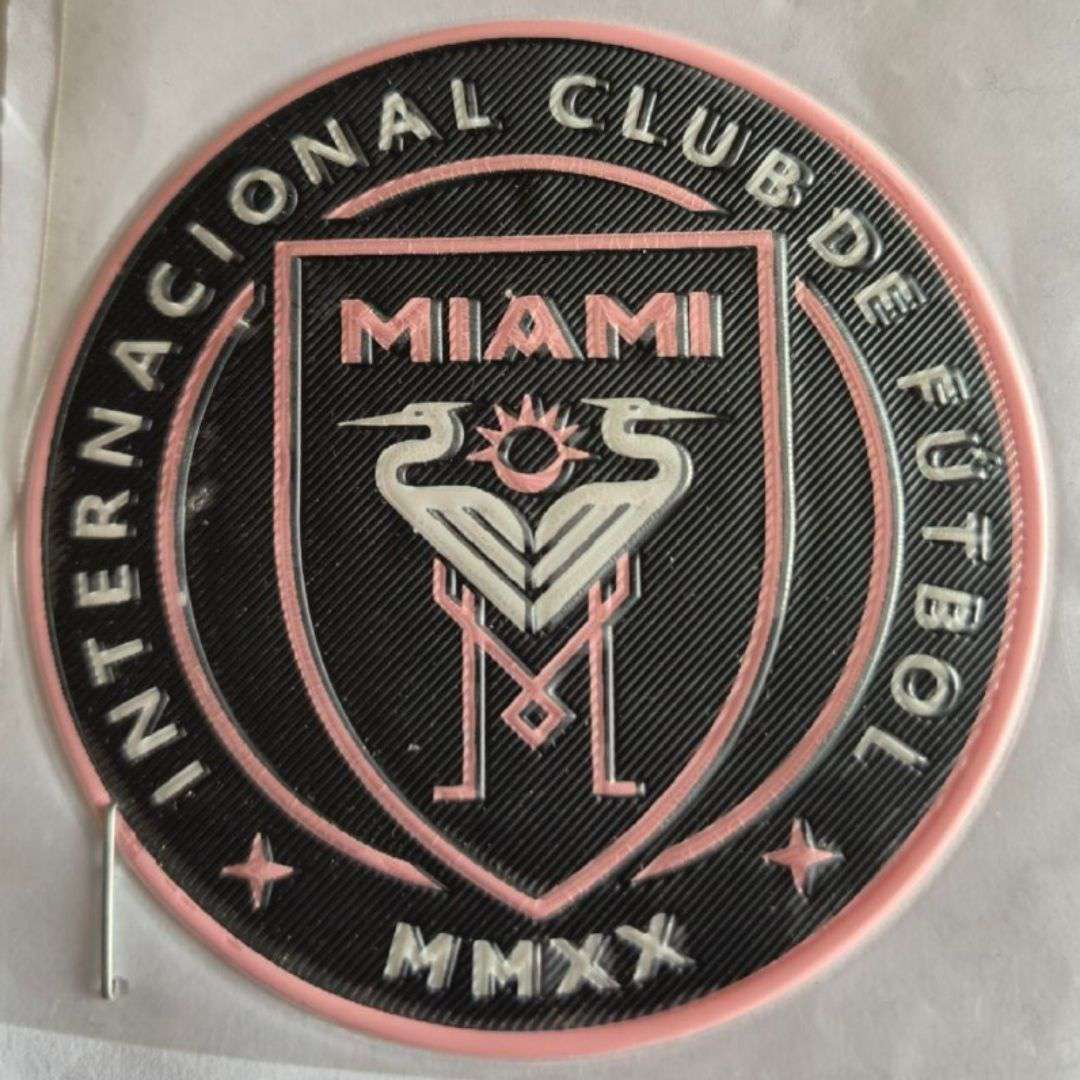 INTERNACIONAL CLUB DE FÚTBOL
MIAMI
MMXX